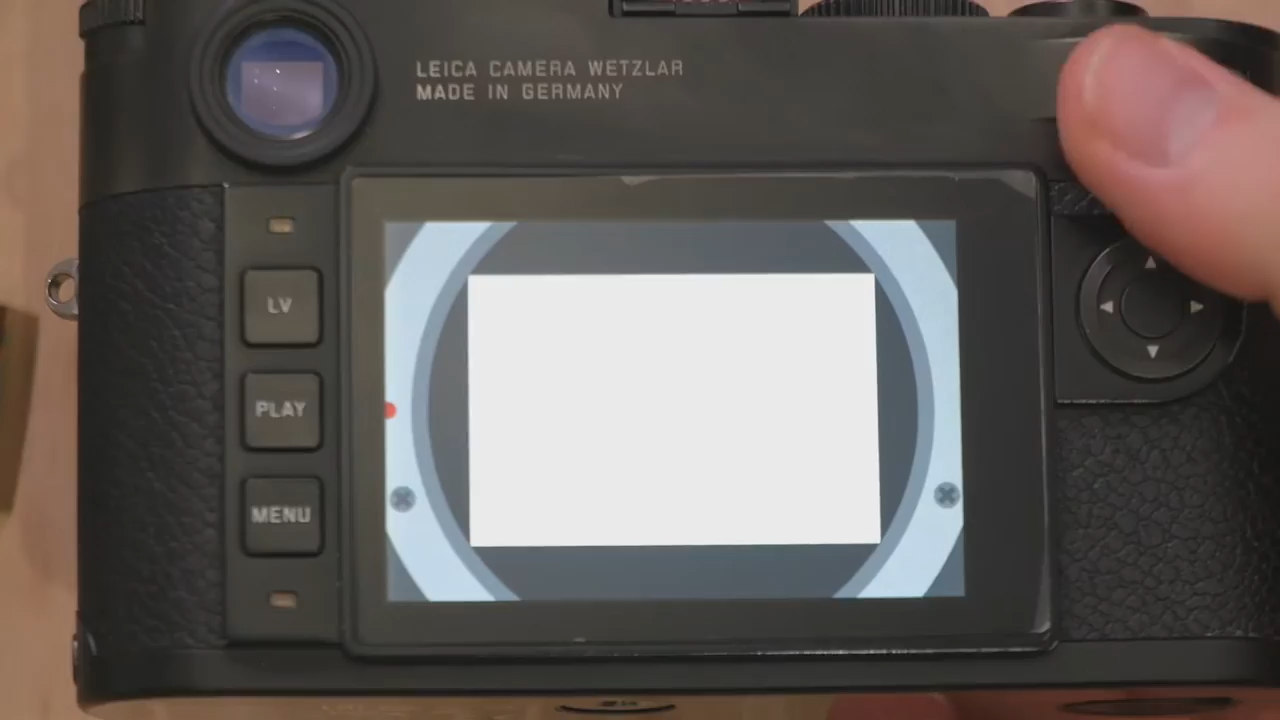 LEICA CAMERA WETZLAR
MADE IN GERMANY
LV
PLAY
MENU